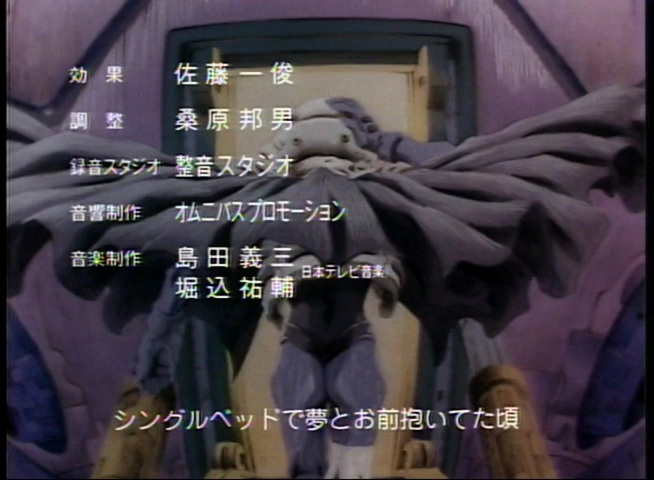 効果 佐藤一俊
調整 桑原邦男
録音スタジオ 整音スタジオ
音響制作 オムニバスプロモーション
音楽制作 島田義三
日本テレビ音楽
堀込祐輔
シングルベッドで夢とお前抱いてた頃